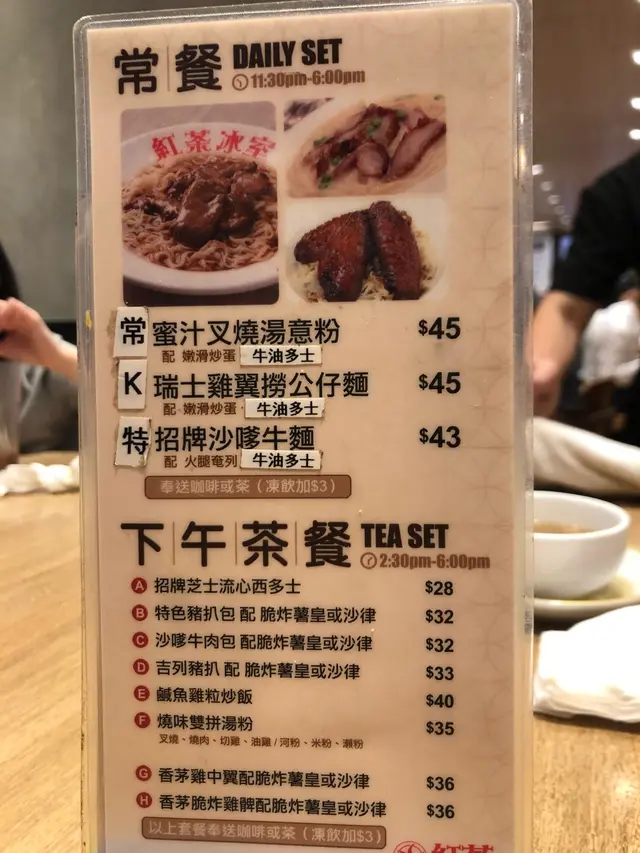 常餐 DAILY SET
11:30pm-6:00pm
紅茶冰室
常 蜜汁叉燒湯意粉 $45
配 嫩滑炒蛋 牛油多士
K 瑞士雞翼撈公仔麵 $45
配 嫩滑炒蛋 牛油多士
特 招牌沙嗲牛麵 $43
配 火腿奄列 牛油多士
奉送咖啡或茶(凍飲加$3)
下午茶餐 TEA SET
2:30pm-6:00pm
A 招牌芝士流心西多士 $28
B 特色豬扒包 配 脆炸薯皇或沙律 $32
C 沙嗲牛肉包 配脆炸薯皇或沙律 $32
D 吉列豬扒 配 脆炸薯皇或沙律 $33
E 鹹魚雞粒炒飯 $40
F 燒味雙拼湯粉 $35
叉燒、燒肉、切雞、油雞/河粉、米粉、瀨粉
G 香茅雞中翼配脆炸薯皇或沙律 $36
H 香茅脆炸雞髀配脆炸薯皇或沙律 $36
以上套餐奉送咖啡或茶(凍飲加$3)
紅茶